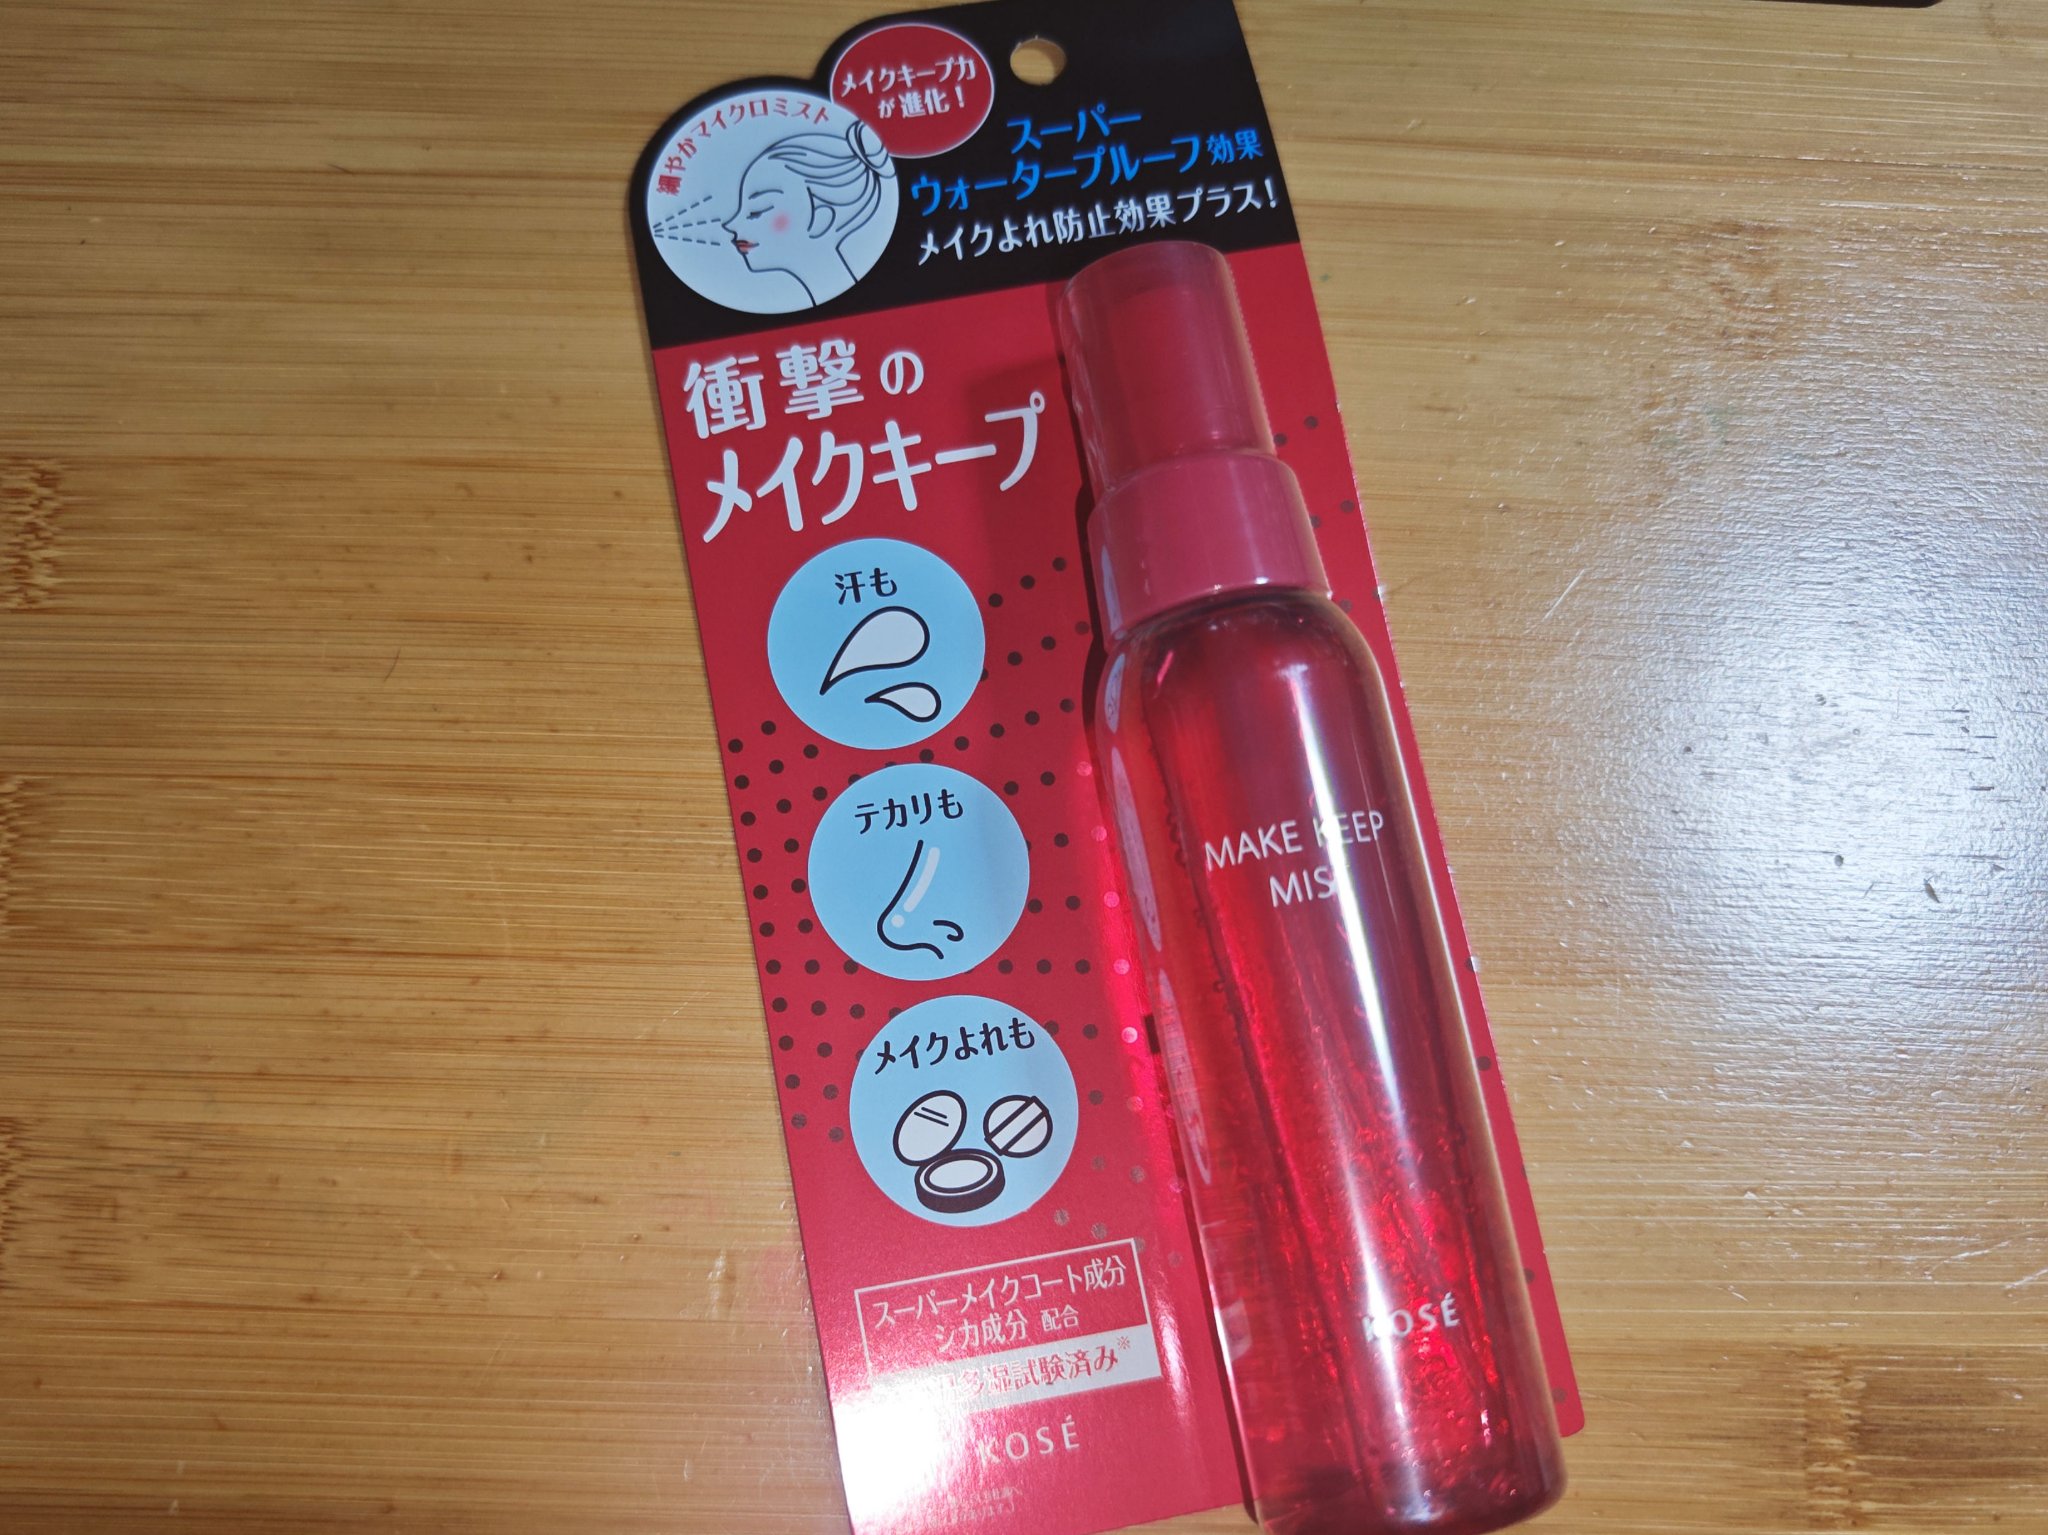 メイクキープ力
が進化！
細やかマイクロミスト
スーパー
ウォータープルーフ効果
メイクよれ防止効果プラス！
衝撃の
メイクキープ
汗も
テカリも
メイクよれも
MAKE KEEP
MIST
スーパーメイクコート成分
シカ成分 配合
多湿試験済み※
KOSÉ
KOSÉ